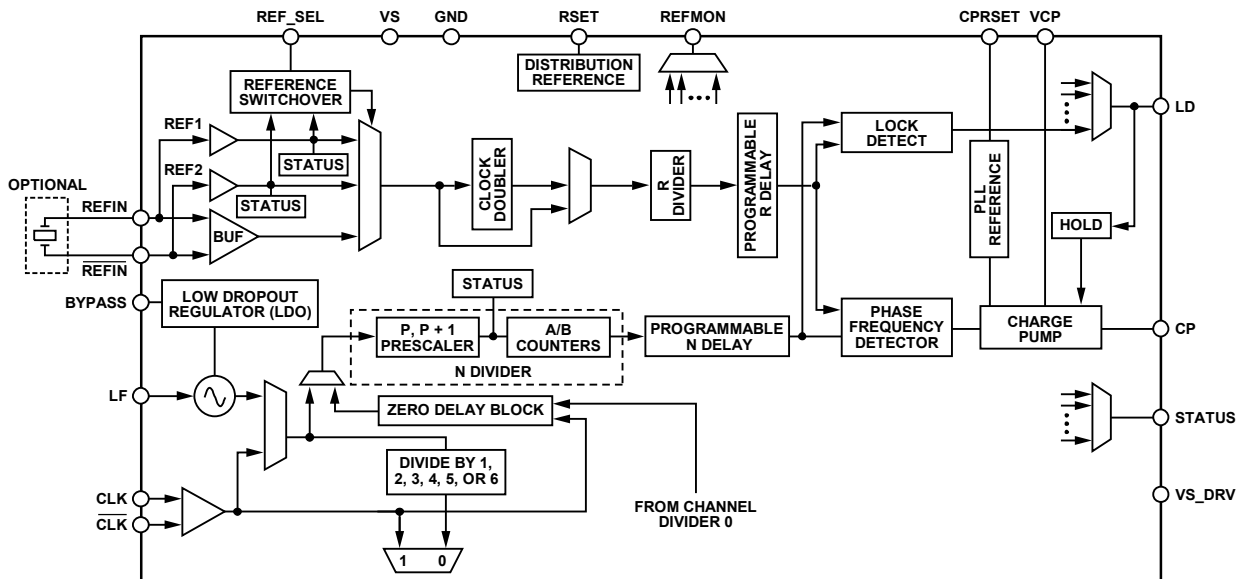 REF_SEL
VS
GND
RSET
REFMON
CPRSET
VCP
DISTRIBUTION
REFERENCE
REFERENCE
SWITCHOVER
REF1
STATUS
REF2
STATUS
BUF
CLOCK
DOUBLER
R
DIVIDER
PROGRAMMABLE
R DELAY
LOCK
DETECT
PLL
REFERENCE
HOLD
LD
OPTIONAL
REFIN
REFIN
BYPASS
LOW DROPOUT
REGULATOR (LDO)
STATUS
P, P + 1
PRESCALER
A/B
COUNTERS
N DIVIDER
PROGRAMMABLE
N DELAY
PHASE
FREQUENCY
DETECTOR
CHARGE
PUMP
CP
LF
ZERO DELAY BLOCK
STATUS
DIVIDE BY 1,
2, 3, 4, 5, OR 6
CLK
CLK
FROM CHANNEL
DIVIDER 0
VS_DRV
1 0